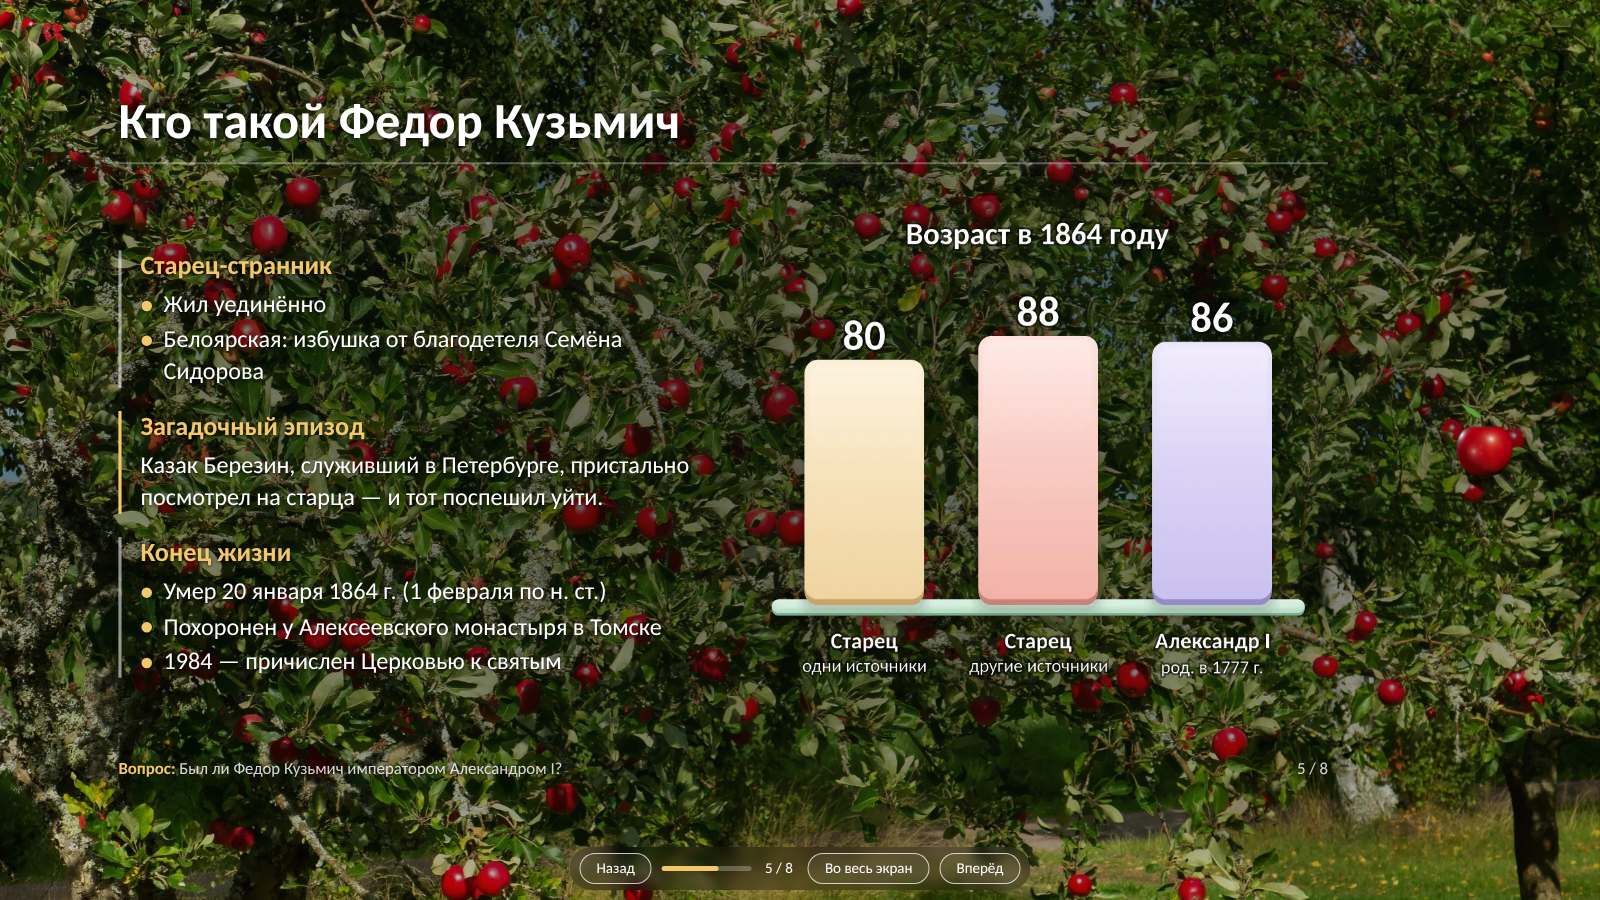 Кто такой Федор Кузьмич
Старец-странник
Жил уединённо
Белоярская: избушка от благодетеля Семёна
Сидорова
Загадочный эпизод
Казак Березин, служивший в Петербурге, пристально
посмотрел на старца — и тот поспешил уйти.
Конец жизни
Умер 20 января 1864 г. (1 февраля по н. ст.)
Похоронен у Алексеевского монастыря в Томске
1984 — причислен Церковью к святым
Возраст в 1864 году
80
88
86
Старец
одни источники
Старец
другие источники
Александр I
род. в 1777 г.
Вопрос: Был ли Федор Кузьмич императором Александром I?
5 / 8
Назад
5 / 8
Во весь экран
Вперёд